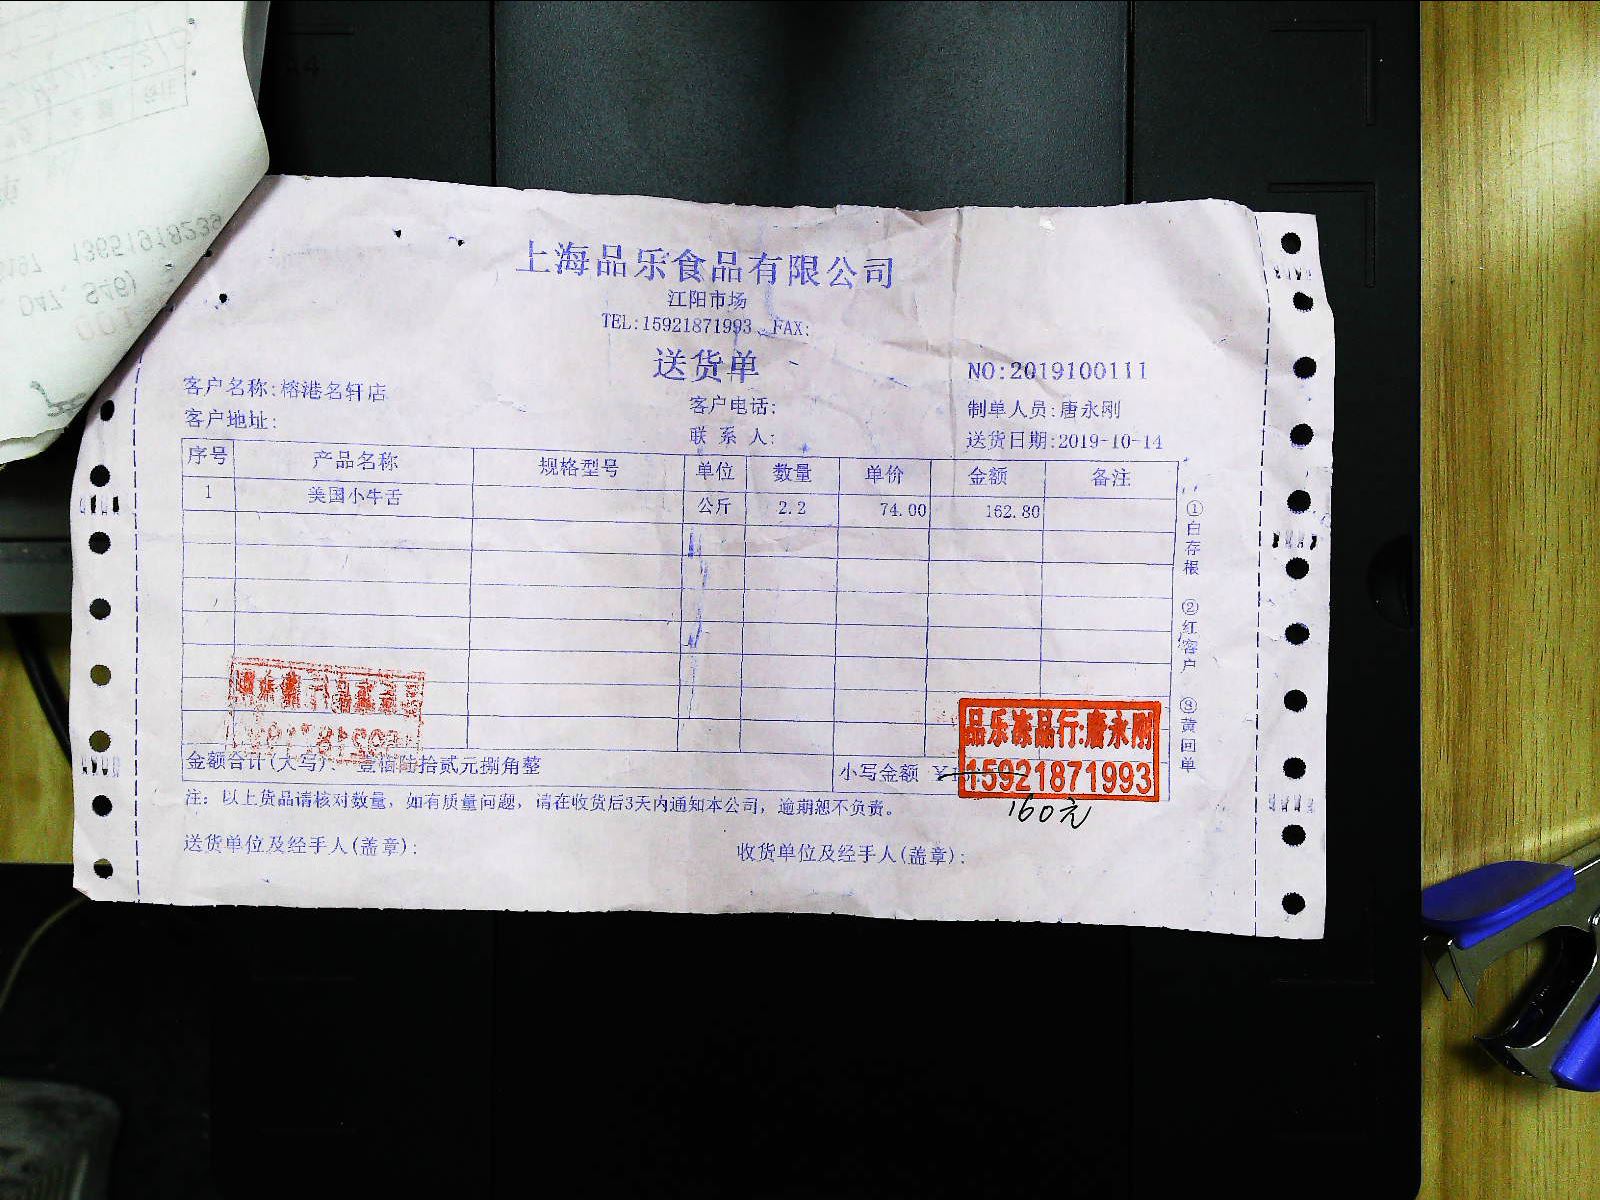 13651918239
上海品乐食品有限公司
江阳市场
TEL:15921871993、FAX:
送货单
NO:2019100111
客户名称:榕港名轩店
客户电话:
制单人员:唐永刚
客户地址:
联系人:
送货日期:2019-10-14
序号 产品名称 规格型号 单位 数量 单价 金额 备注
1 美国小牛舌 公斤 2.2 74.00 162.80
①白存根 ②红客户 ③黄回单
品乐冻品行:唐永刚
15921871993
金额合计(大写): 壹佰陆拾贰元捌角整
小写金额
160元
注: 以上货品请核对数量, 如有质量问题, 请在收货后3天内通知本公司, 逾期恕不负责。
送货单位及经手人(盖章):
收货单位及经手人(盖章):